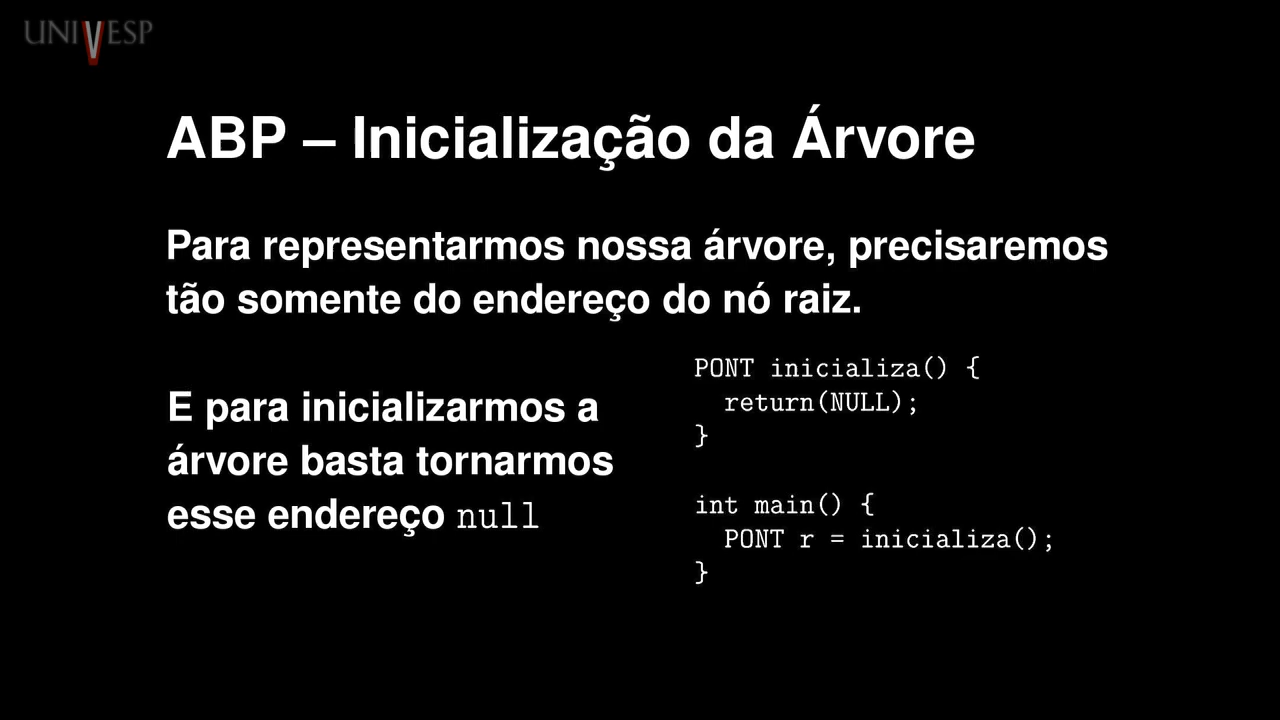 UNIVESP
ABP – Inicialização da Árvore
Para representarmos nossa árvore, precisaremos
tão somente do endereço do nó raiz.
E para inicializarmos a
árvore basta tornarmos
esse endereço null
PONT inicializa() {
  return(NULL);
}
int main() {
  PONT r = inicializa();
}